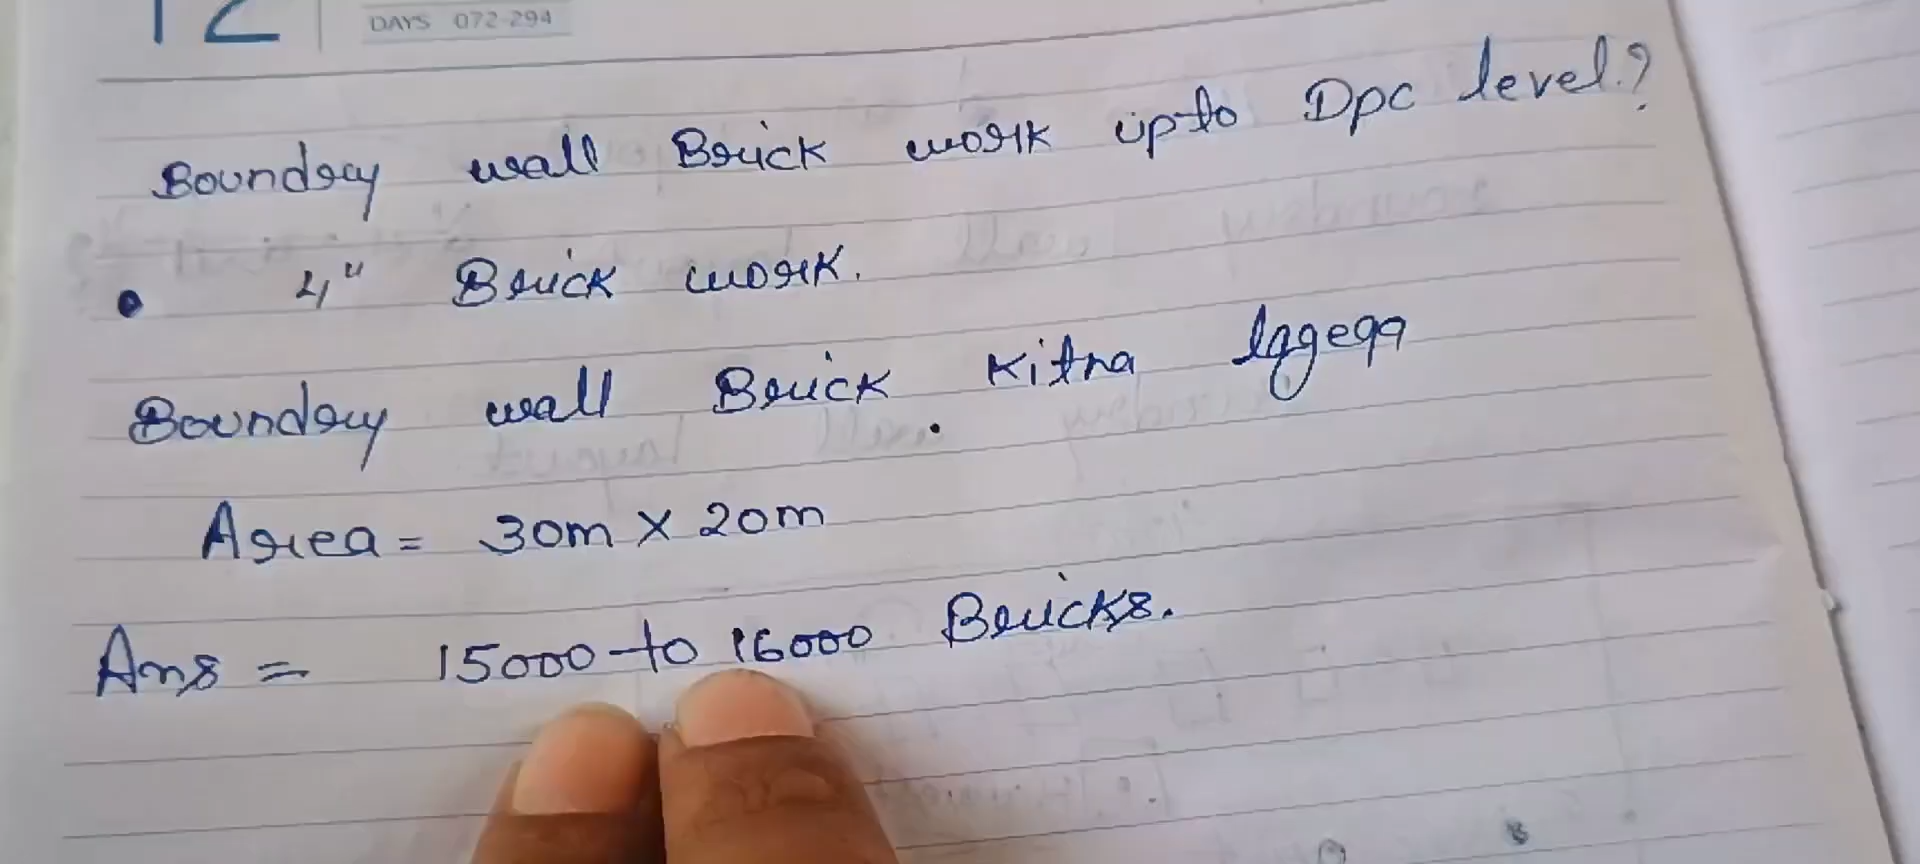 12 DAYS 072-294
Boundry wall Brick work upto Dpc level.?
4" Brick work.
Boundry wall Brick Kitna lagega
Area = 30m x 20m
Ans = 15000 to 16000 Bricks.